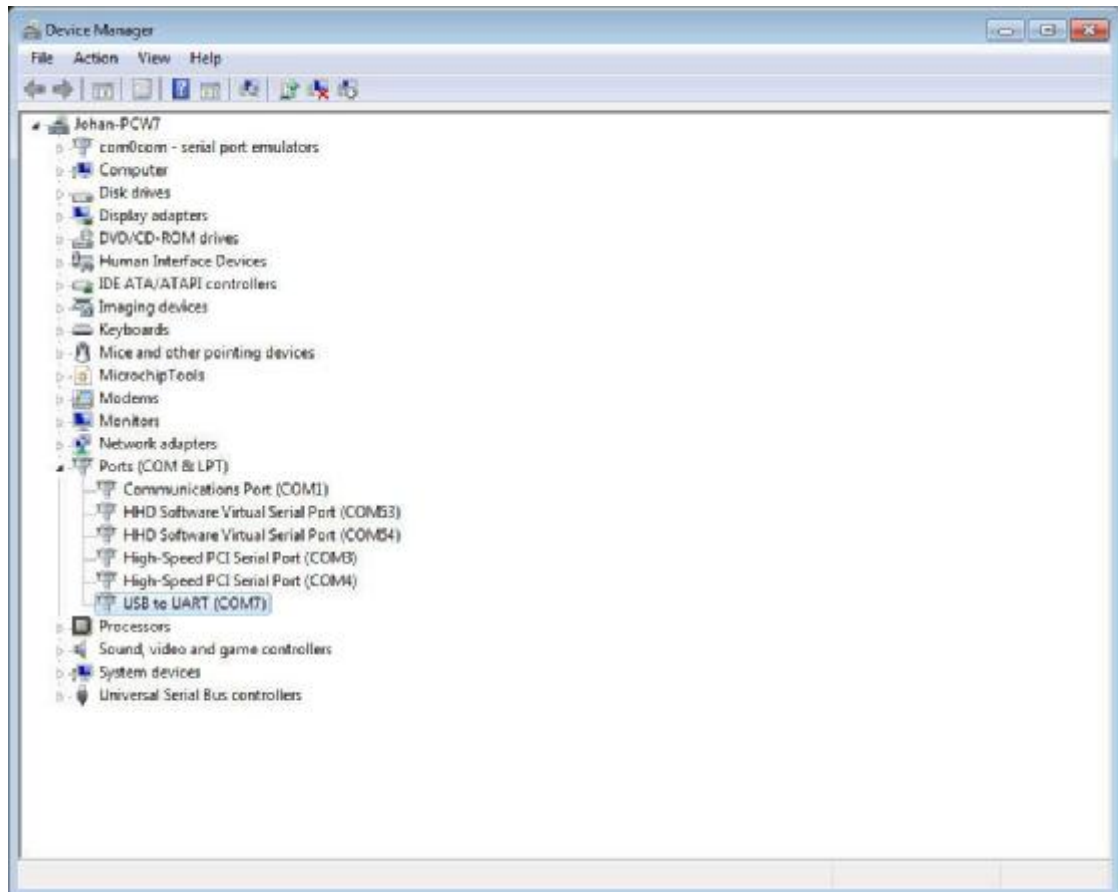 Device Manager
File Action View Help
Johan-PCW7
com0com - serial port emulators
Computer
Disk drives
Display adapters
DVD/CD-ROM drives
Human Interface Devices
IDE ATA/ATAPI controllers
Imaging devices
Keyboards
Mice and other pointing devices
MicrochipTools
Modems
Monitors
Network adapters
Ports (COM & LPT)
Communications Port (COM1)
HHD Software Virtual Serial Port (COM53)
HHD Software Virtual Serial Port (COM54)
High-Speed PCI Serial Port (COM3)
High-Speed PCI Serial Port (COM4)
USB to UART (COM7)
Processors
Sound, video and game controllers
System devices
Universal Serial Bus controllers